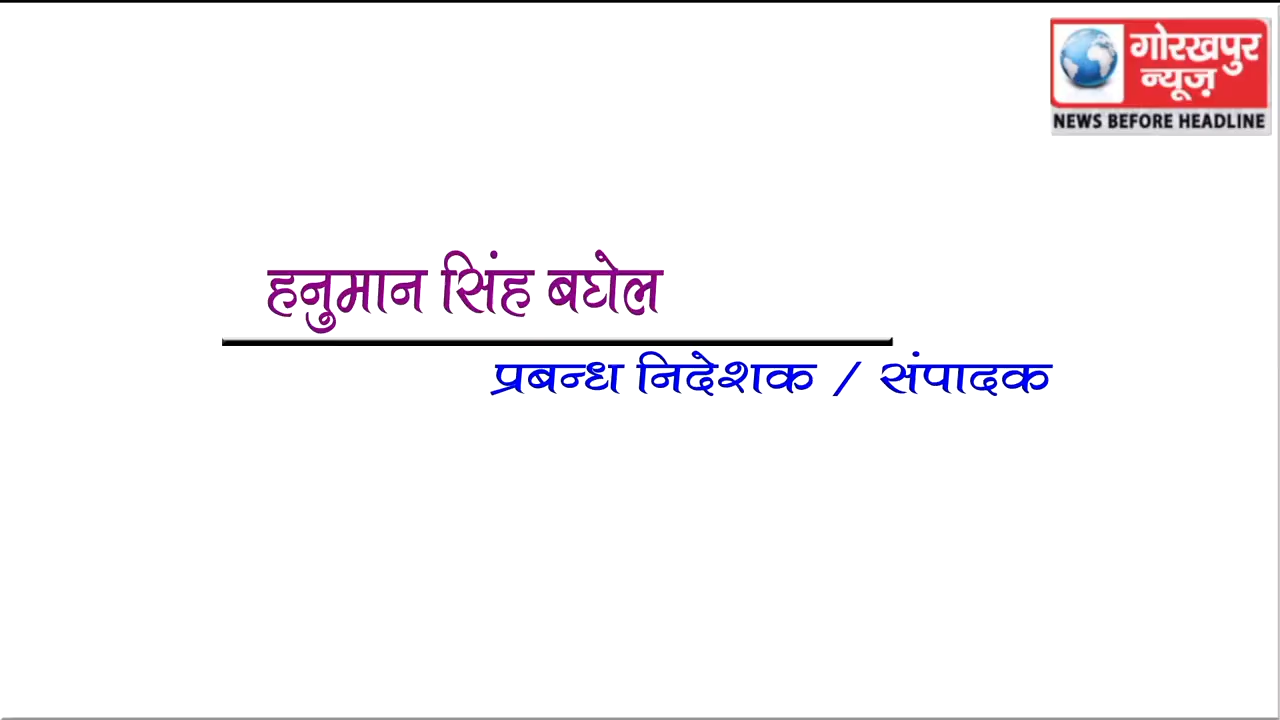 गोरखपुर
न्यूज़
NEWS BEFORE HEADLINE
हनुमान सिंह बघेल
प्रबन्ध निदेशक / संपादक